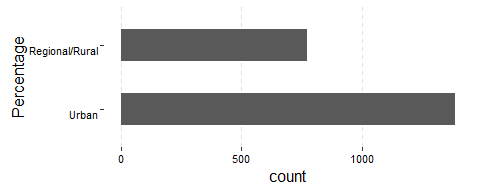 Percentage
Regional/Rural
Urban
0 500 1000
count